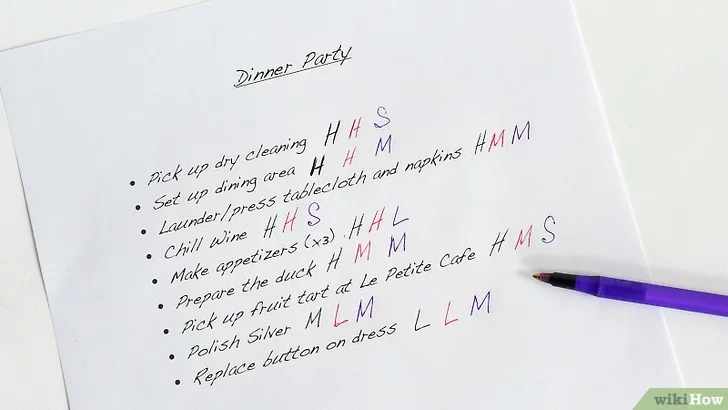 Dinner Party
• Pick up dry cleaning H H S
• Set up dining area H H M
• Launder/press tablecloth and napkins H M M
• Chill Wine H H S
• Make appetizers (x3) H H L
• Prepare the duck H M M
• Pick up fruit tart at Le Petite Cafe H M S
• Polish Silver M L M
• Replace button on dress L L M
wikiHow